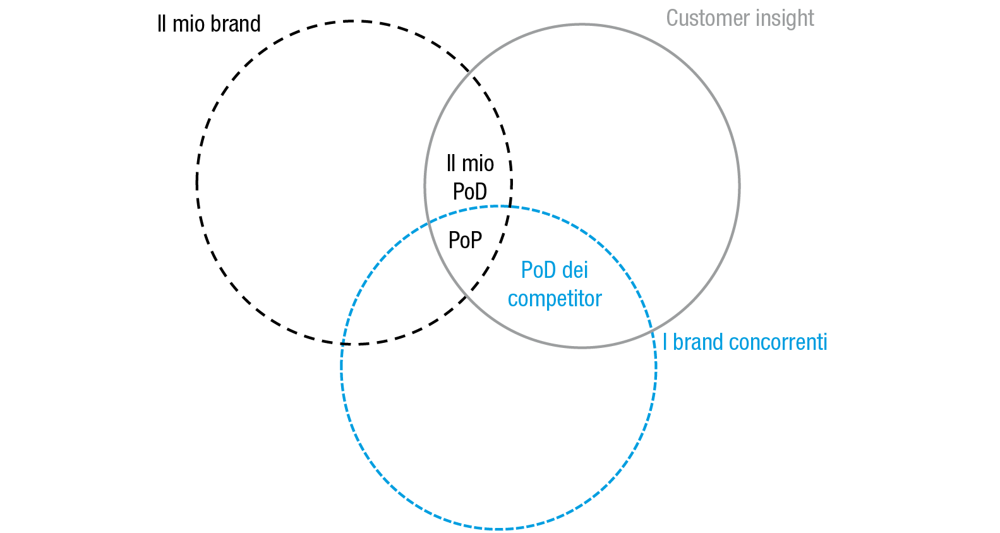 Il mio brand
Customer insight
Il mio
PoD
PoP
PoD dei
competitor
I brand concorrenti